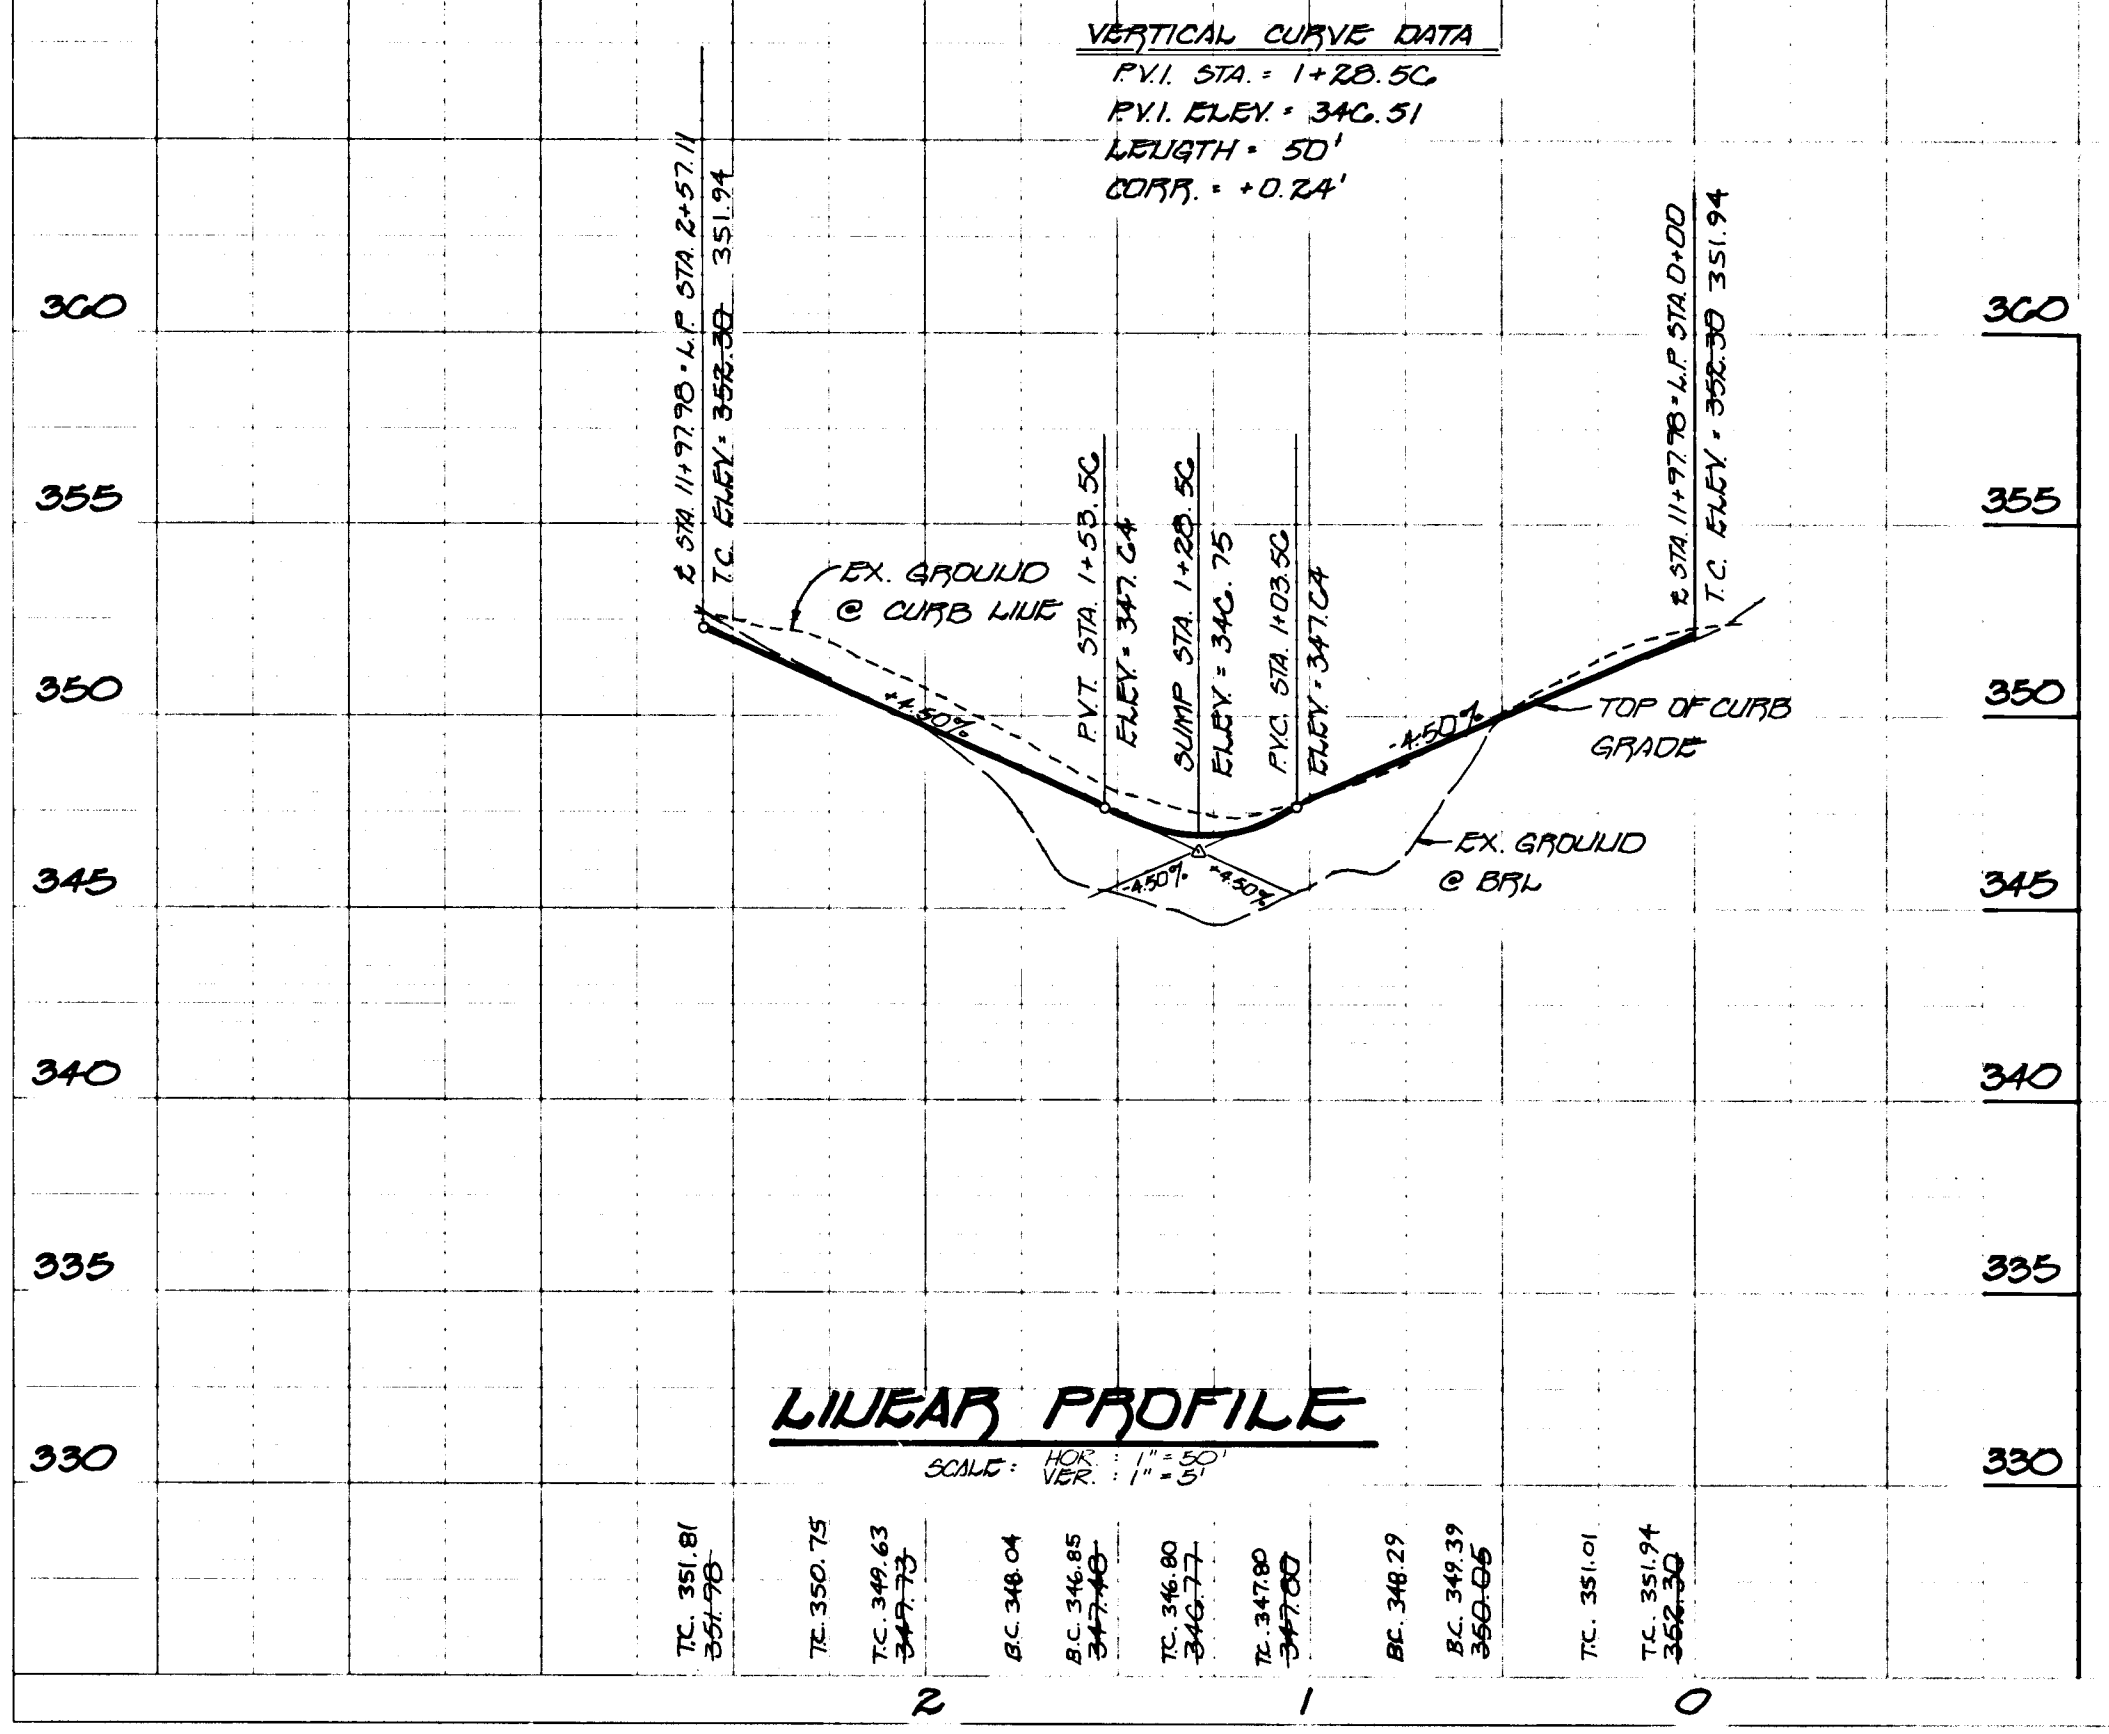 VERTICAL CURVE DATA
P.V.I. STA. = 1+28.56
P.V.I. ELEV. = 346.51
LENGTH = 50'
CORR. = +0.24'
℄ STA. 11+97.98 = L.P. STA. 2+57.11
T.C. ELEV. = 352.30 351.94
℄ STA. 11+97.98 = L.P. STA. 0+00
T.C. ELEV. = 352.30 351.94
360
360
355
355
350
350
345
345
340
340
335
335
330
330
EX. GROUND
@ CURB LINE
P.V.T. STA. 1+53.56
ELEV. = 347.64
SUMP STA. 1+28.56
ELEV. = 346.75
P.V.C. STA. 1+03.56
ELEV. = 347.64
+4.50%
-4.50%
TOP OF CURB
GRADE
EX. GROUND
@ BRL
-4.50%
+4.50%
LINEAR PROFILE
SCALE: HOR. : 1" = 50'
VER. : 1" = 5'
T.C. 351.81
351.78
T.C. 350.75
T.C. 349.63
349.73
B.C. 348.04
B.C. 346.85
347.48
T.C. 346.80
346.77
T.C. 347.80
347.80
B.C. 348.29
B.C. 349.39
350.05
T.C. 351.01
T.C. 351.94
352.30
2
1
0